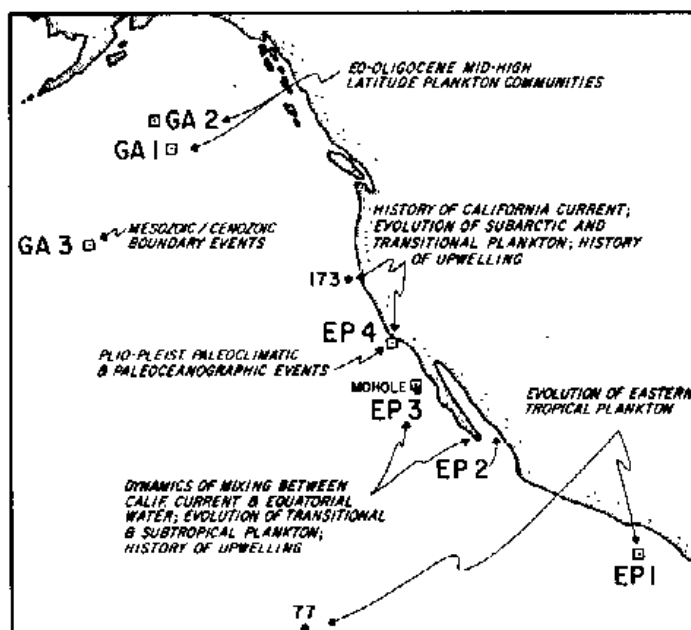 EO-OLIGOCENE MID-HIGH
LATITUDE PLANKTON COMMUNITIES
GA 2
GA 1
GA 3
MESOZOIC / CENOZOIC
BOUNDARY EVENTS
HISTORY OF CALIFORNIA CURRENT;
EVOLUTION OF SUBARCTIC AND
TRANSITIONAL PLANKTON; HISTORY
OF UPWELLING
173
EP 4
PLIO-PLEIST PALEOCLIMATIC
& PALEOCEANOGRAPHIC EVENTS
MOHOLE
EP 3
EVOLUTION OF EASTERN
TROPICAL PLANKTON
EP 2
DYNAMICS OF MIXING BETWEEN
CALIF. CURRENT & EQUATORIAL
WATER; EVOLUTION OF TRANSITIONAL
& SUBTROPICAL PLANKTON;
HISTORY OF UPWELLING
EP 1
77